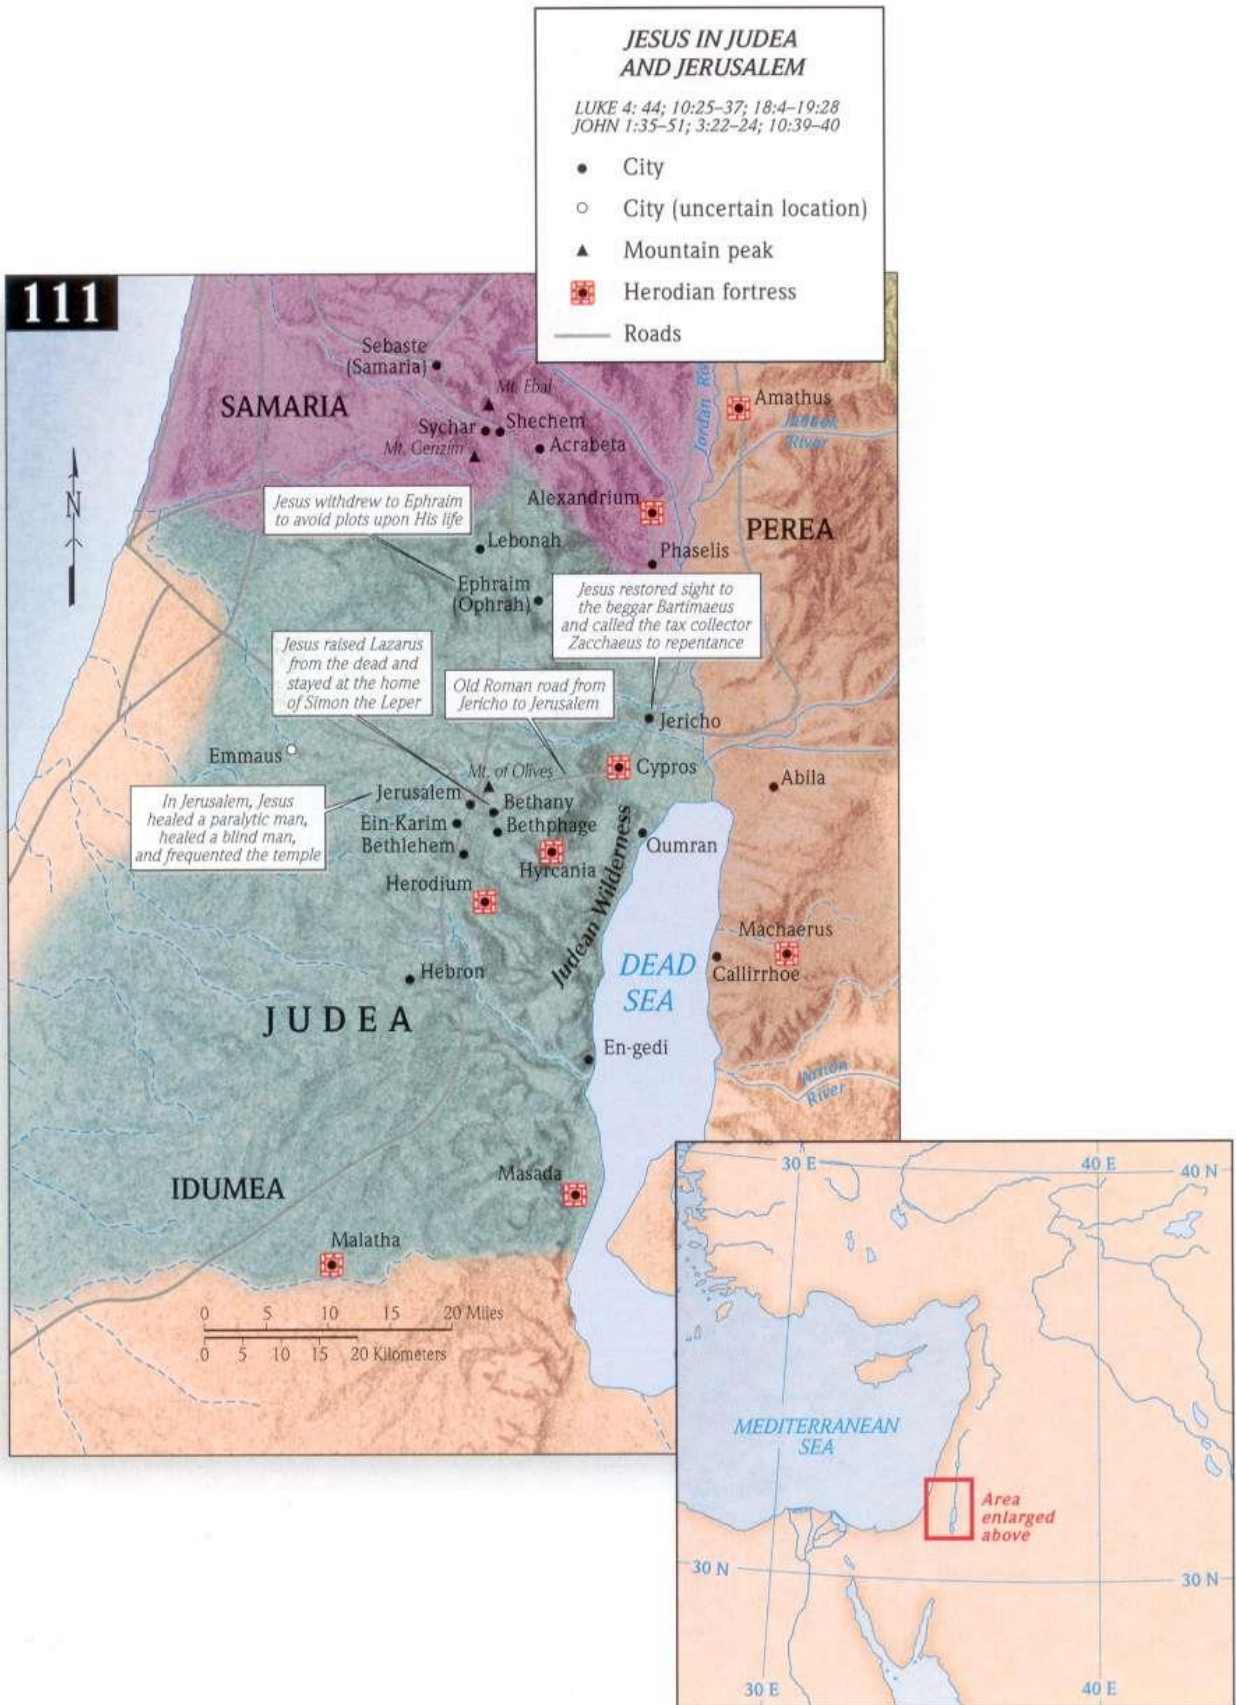 JESUS IN JUDEA
AND JERUSALEM
LUKE 4: 44; 10:25–37; 18:4–19:28
JOHN 1:35–51; 3:22–24; 10:39–40
City
City (uncertain location)
Mountain peak
Herodian fortress
Roads
111
Sebaste
(Samaria)
SAMARIA
Mt. Ebal
Sychar
Shechem
Mt. Gerizim
Acrabeta
Jordan Ri
Amathus
Jabbok
River
N
Jesus withdrew to Ephraim
to avoid plots upon His life
Alexandrium
PEREA
Lebonah
Phaselis
Ephraim
(Ophrah)
Jesus restored sight to
the beggar Bartimaeus
and called the tax collector
Zacchaeus to repentance
Jesus raised Lazarus
from the dead and
stayed at the home
of Simon the Leper
Old Roman road from
Jericho to Jerusalem
Jericho
Emmaus
Mt. of Olives
Cypros
Abila
In Jerusalem, Jesus
healed a paralytic man,
healed a blind man,
and frequented the temple
Jerusalem
Bethany
Ein-Karim
Bethphage
Bethlehem
Qumran
Hyrcania
Herodium
Judean Wilderness
Machaerus
Callirrhoe
DEAD
SEA
Hebron
JUDEA
En-gedi
Arnon
River
IDUMEA
Masada
Malatha
0 5 10 15 20 Miles
0 5 10 15 20 Kilometers
30 E
40 E
40 N
MEDITERRANEAN
SEA
Area
enlarged
above
30 N
30 N
30 E
40 E